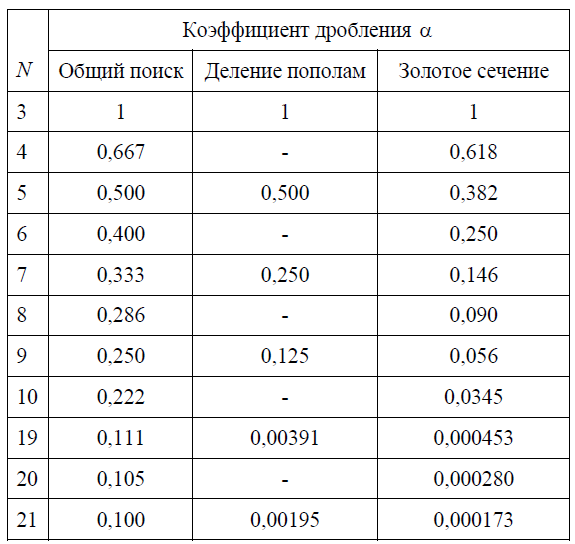 Коэффициент дробления α
N Общий поиск Деление пополам Золотое сечение
3 1 1 1
4 0,667 - 0,618
5 0,500 0,500 0,382
6 0,400 - 0,250
7 0,333 0,250 0,146
8 0,286 - 0,090
9 0,250 0,125 0,056
10 0,222 - 0,0345
19 0,111 0,00391 0,000453
20 0,105 - 0,000280
21 0,100 0,00195 0,000173